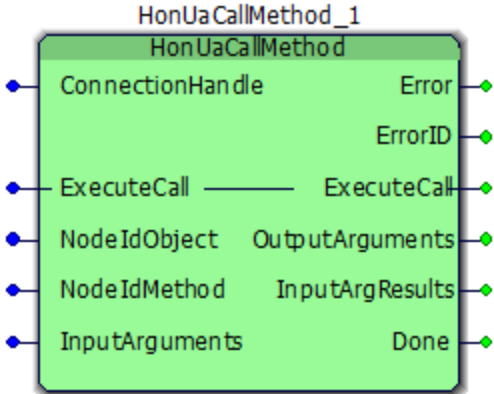 HonUaCallMethod_1
HonUaCallMethod
ConnectionHandle Error
ErrorID
ExecuteCall ExecuteCall
NodeIdObject OutputArguments
NodeIdMethod InputArgResults
InputArguments Done